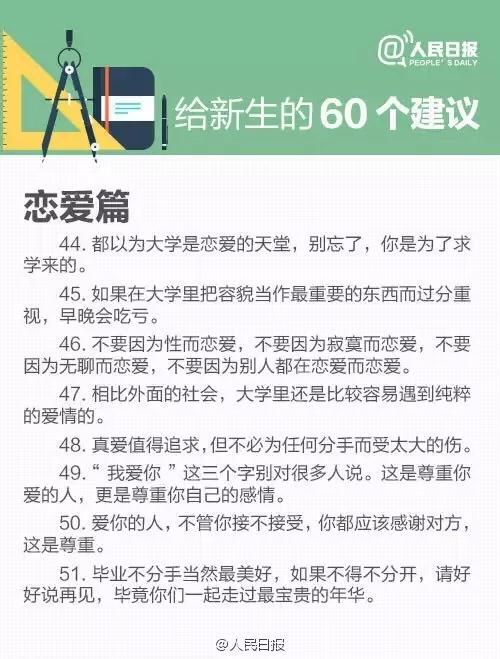 @人民日报
PEOPLE'S DAILY
给新生的60个建议
恋爱篇
44. 都以为大学是恋爱的天堂，别忘了，你是为了求
学来的。
45. 如果在大学里把容貌当作最重要的东西而过分重
视，早晚会吃亏。
46. 不要因为性而恋爱，不要因为寂寞而恋爱，不要
因为无聊而恋爱，不要因为别人都在恋爱而恋爱。
47. 相比外面的社会，大学里还是比较容易遇到纯粹
的爱情的。
48. 真爱值得追求，但不必为任何分手而受太大的伤。
49. “ 我爱你 ” 这三个字别对很多人说。这是尊重你
爱的人，更是尊重你自己的感情。
50. 爱你的人，不管你接不接受，你都应该感谢对方，
这是尊重。
51. 毕业不分手当然最美好，如果不得不分开，请好
好说再见，毕竟你们一起走过最宝贵的年华。
@人民日报